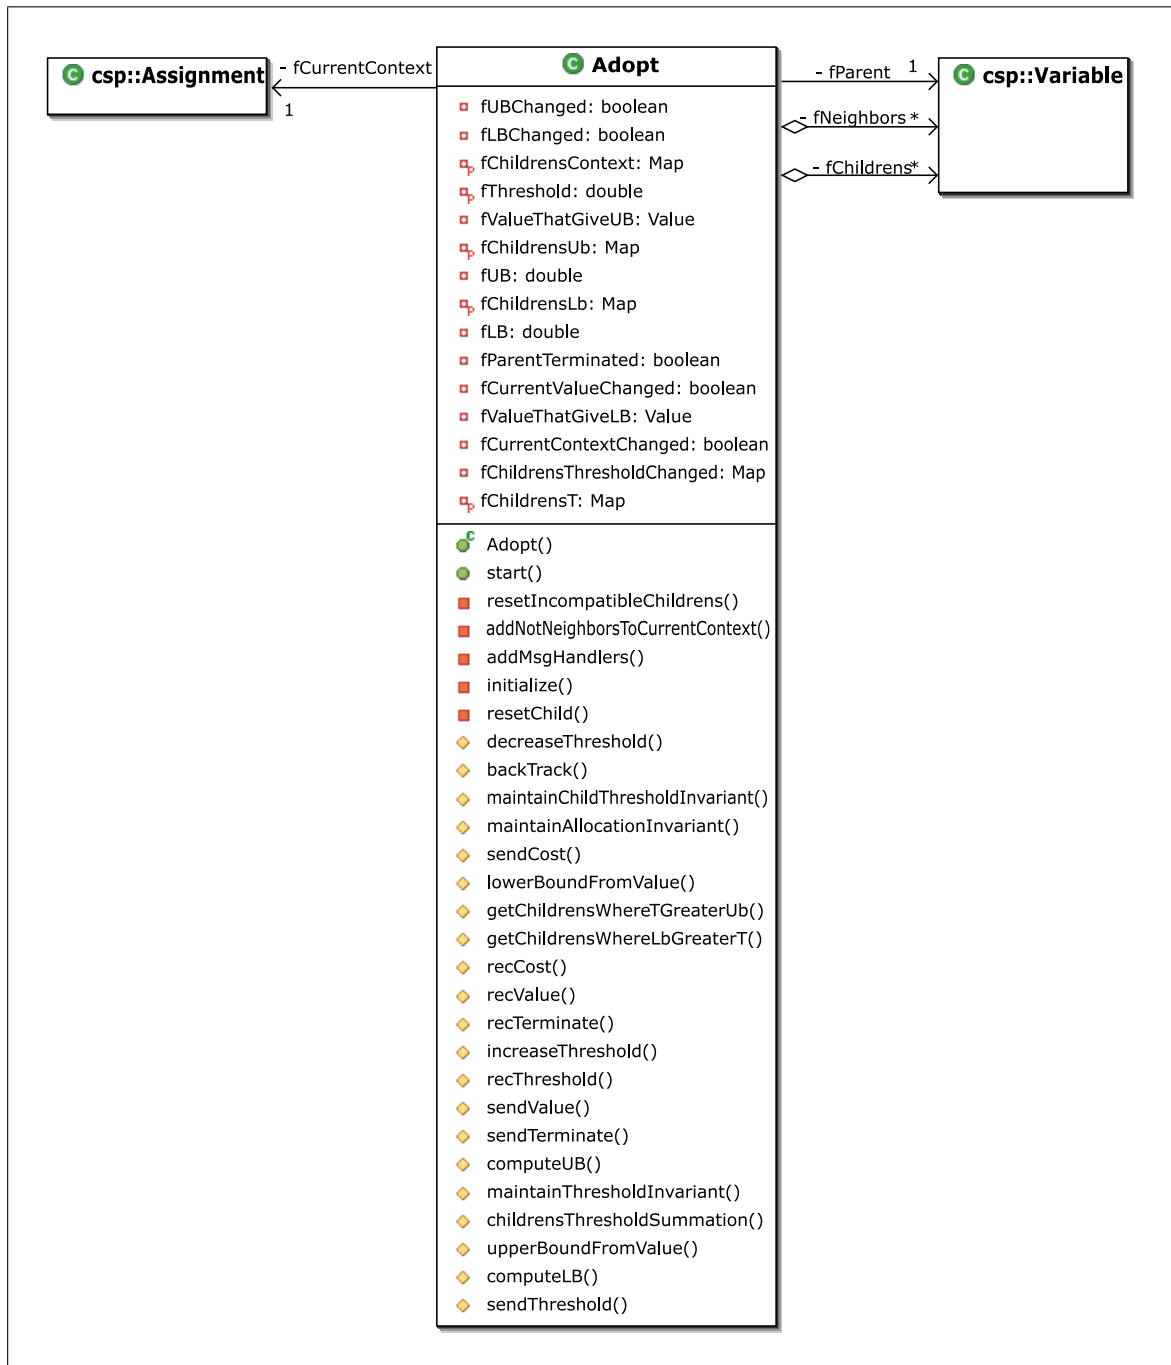 csp::Assignment
- fCurrentContext
1
Adopt
fUBChanged: boolean
fLBChanged: boolean
fChildrensContext: Map
fThreshold: double
fValueThatGiveUB: Value
fChildrensUb: Map
fUB: double
fChildrensLb: Map
fLB: double
fParentTerminated: boolean
fCurrentValueChanged: boolean
fValueThatGiveLB: Value
fCurrentContextChanged: boolean
fChildrensThresholdChanged: Map
fChildrensT: Map
Adopt()
start()
resetIncompatibleChildrens()
addNotNeighborsToCurrentContext()
addMsgHandlers()
initialize()
resetChild()
decreaseThreshold()
backTrack()
maintainChildThresholdInvariant()
maintainAllocationInvariant()
sendCost()
lowerBoundFromValue()
getChildrensWhereTGreaterUb()
getChildrensWhereLbGreaterT()
recCost()
recValue()
recTerminate()
increaseThreshold()
recThreshold()
sendValue()
sendTerminate()
computeUB()
maintainThresholdInvariant()
childrensThresholdSummation()
upperBoundFromValue()
computeLB()
sendThreshold()
- fParent 1
- fNeighbors *
- fChildrens*
csp::Variable